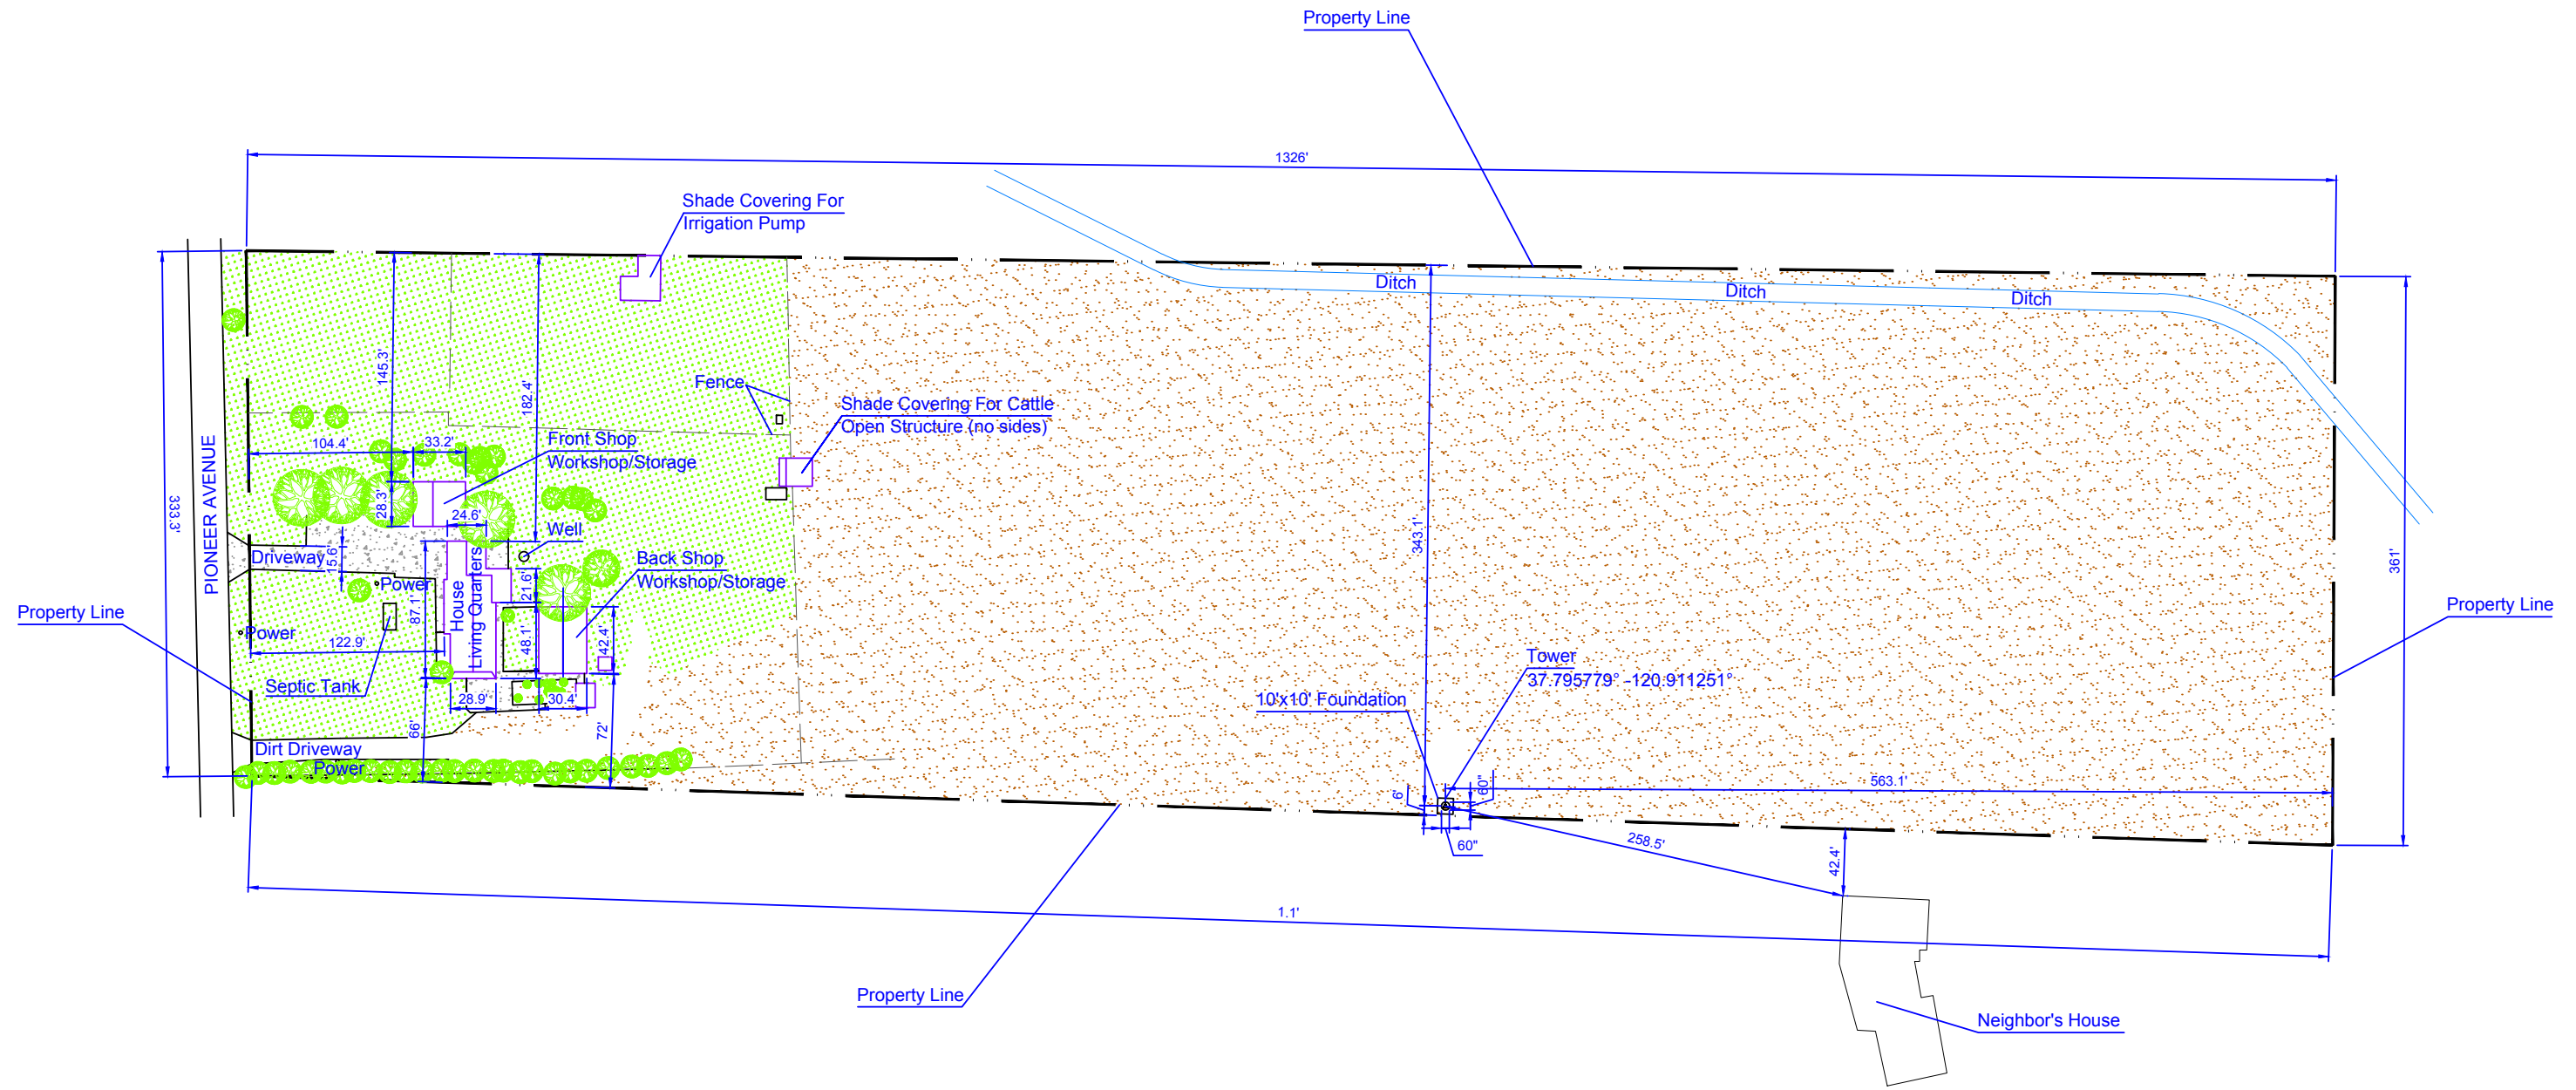 Property Line
1326'
Shade Covering For
Irrigation Pump
Ditch
Ditch
Ditch
145.3'
182.4'
Fence
Shade Covering For Cattle
Open Structure (no sides)
104.4'
33.2'
Front Shop
Workshop/Storage
PIONEER AVENUE
333.3'
28.3'
24.6'
Well
343.1'
361'
Driveway
15.6'
Back Shop
Workshop/Storage
Power
87.1'
House
Living Quarters
21.6'
Property Line
Property Line
Power
122.9'
48.1'
42.4'
Septic Tank
28.9'
30.4'
Tower
37.795779° -120.911251°
10'x10' Foundation
66'
72'
Dirt Driveway
Power
6'
60"
563.1'
60"
258.5'
42.4'
1.1'
Property Line
Neighbor's House